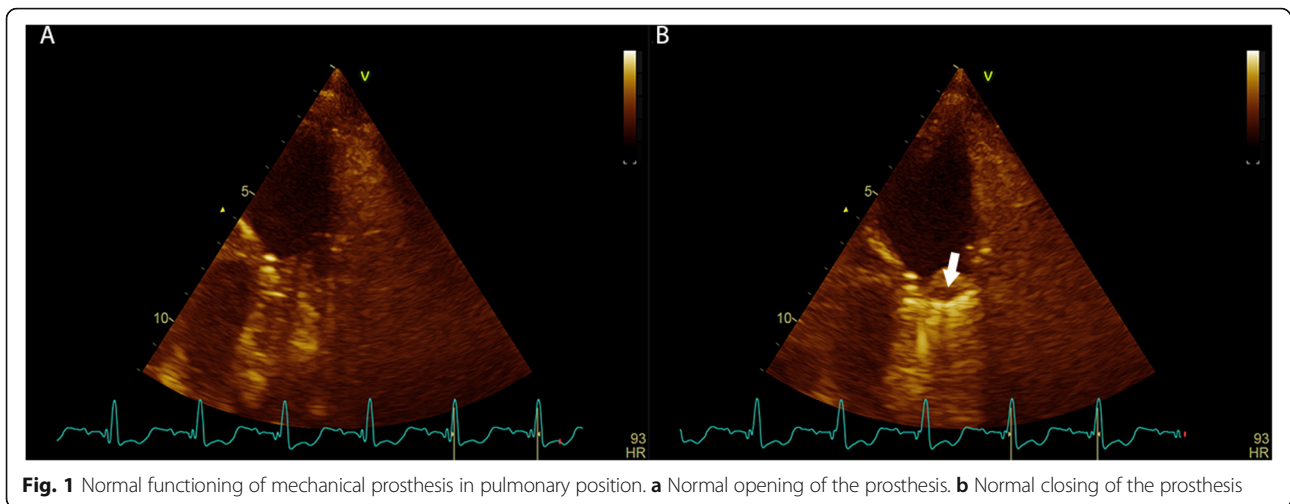 A
B
V
V
5
5
10
10
93
HR
93
HR
Fig. 1 Normal functioning of mechanical prosthesis in pulmonary position. a Normal opening of the prosthesis. b Normal closing of the prosthesis